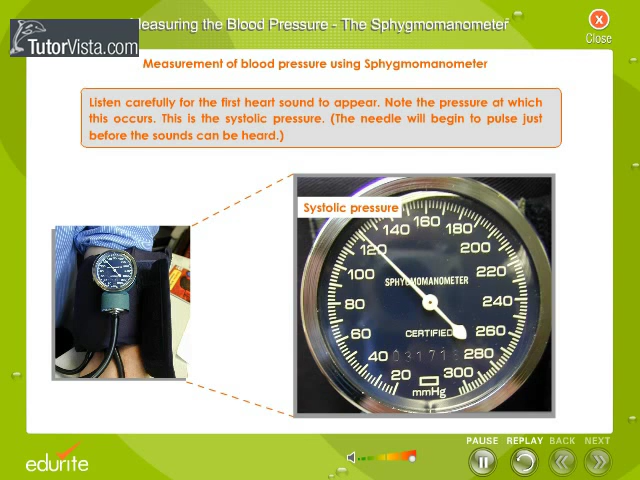 Measuring the Blood Pressure - The Sphygmomanometer
TutorVista.com
X
Close
Measurement of blood pressure using Sphygmomanometer
Listen carefully for the first heart sound to appear. Note the pressure at which
this occurs. This is the systolic pressure. (The needle will begin to pulse just
before the sounds can be heard.)
Systolic pressure
140 160 180
120 200
100 220
SPHYGMOMANOMETER
80 240
60 CERTIFIED 260
40 280
20 300
mmHg
PAUSE REPLAY BACK NEXT
edurite